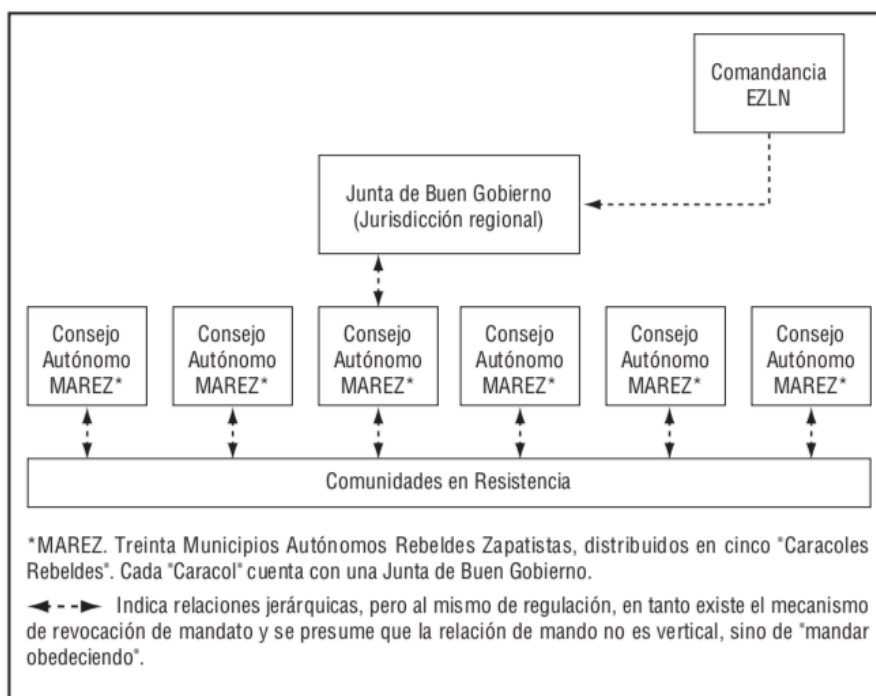 Comandancia
EZLN
Junta de Buen Gobierno
(Jurisdicción regional)
Consejo
Autónomo
MAREZ*
Consejo
Autónomo
MAREZ*
Consejo
Autónomo
MAREZ*
Consejo
Autónomo
MAREZ*
Consejo
Autónomo
MAREZ*
Consejo
Autónomo
MAREZ*
Comunidades en Resistencia
*MAREZ. Treinta Municipios Autónomos Rebeldes Zapatistas, distribuidos en cinco "Caracoles
Rebeldes". Cada "Caracol" cuenta con una Junta de Buen Gobierno.
Indica relaciones jerárquicas, pero al mismo de regulación, en tanto existe el mecanismo
de revocación de mandato y se presume que la relación de mando no es vertical, sino de "mandar
obedeciendo".